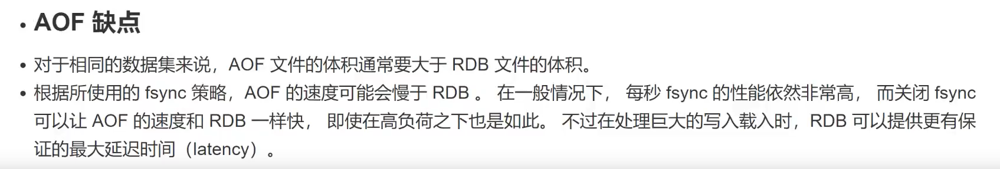 • AOF 缺点
• 对于相同的数据集来说，AOF 文件的体积通常要大于 RDB 文件的体积。
• 根据所使用的 fsync 策略，AOF 的速度可能会慢于 RDB 。 在一般情况下， 每秒 fsync 的性能依然非常高， 而关闭 fsync
可以让 AOF 的速度和 RDB 一样快， 即使在高负荷之下也是如此。 不过在处理巨大的写入载入时，RDB 可以提供更有保
证的最大延迟时间（latency）。